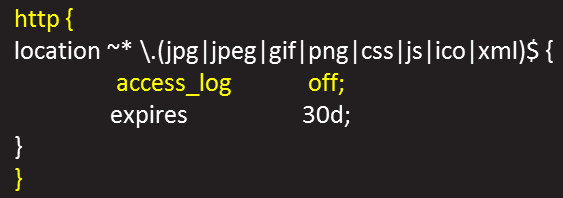 http {
location ~* \.(jpg|jpeg|gif|png|css|js|ico|xml)$ {
access_log off;
expires 30d;
}
}